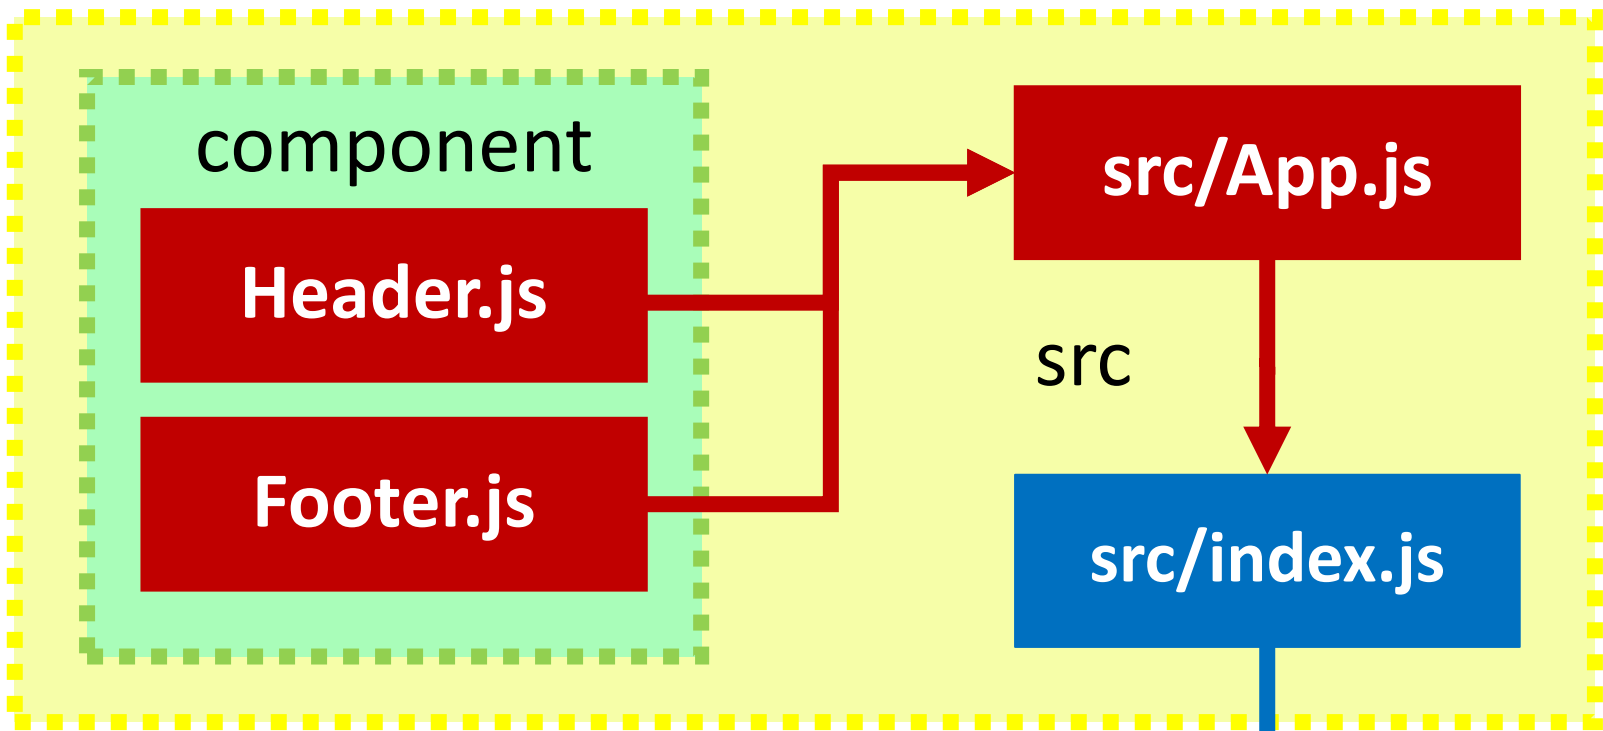 component
Header.js
Footer.js
src/App.js
src
src/index.js